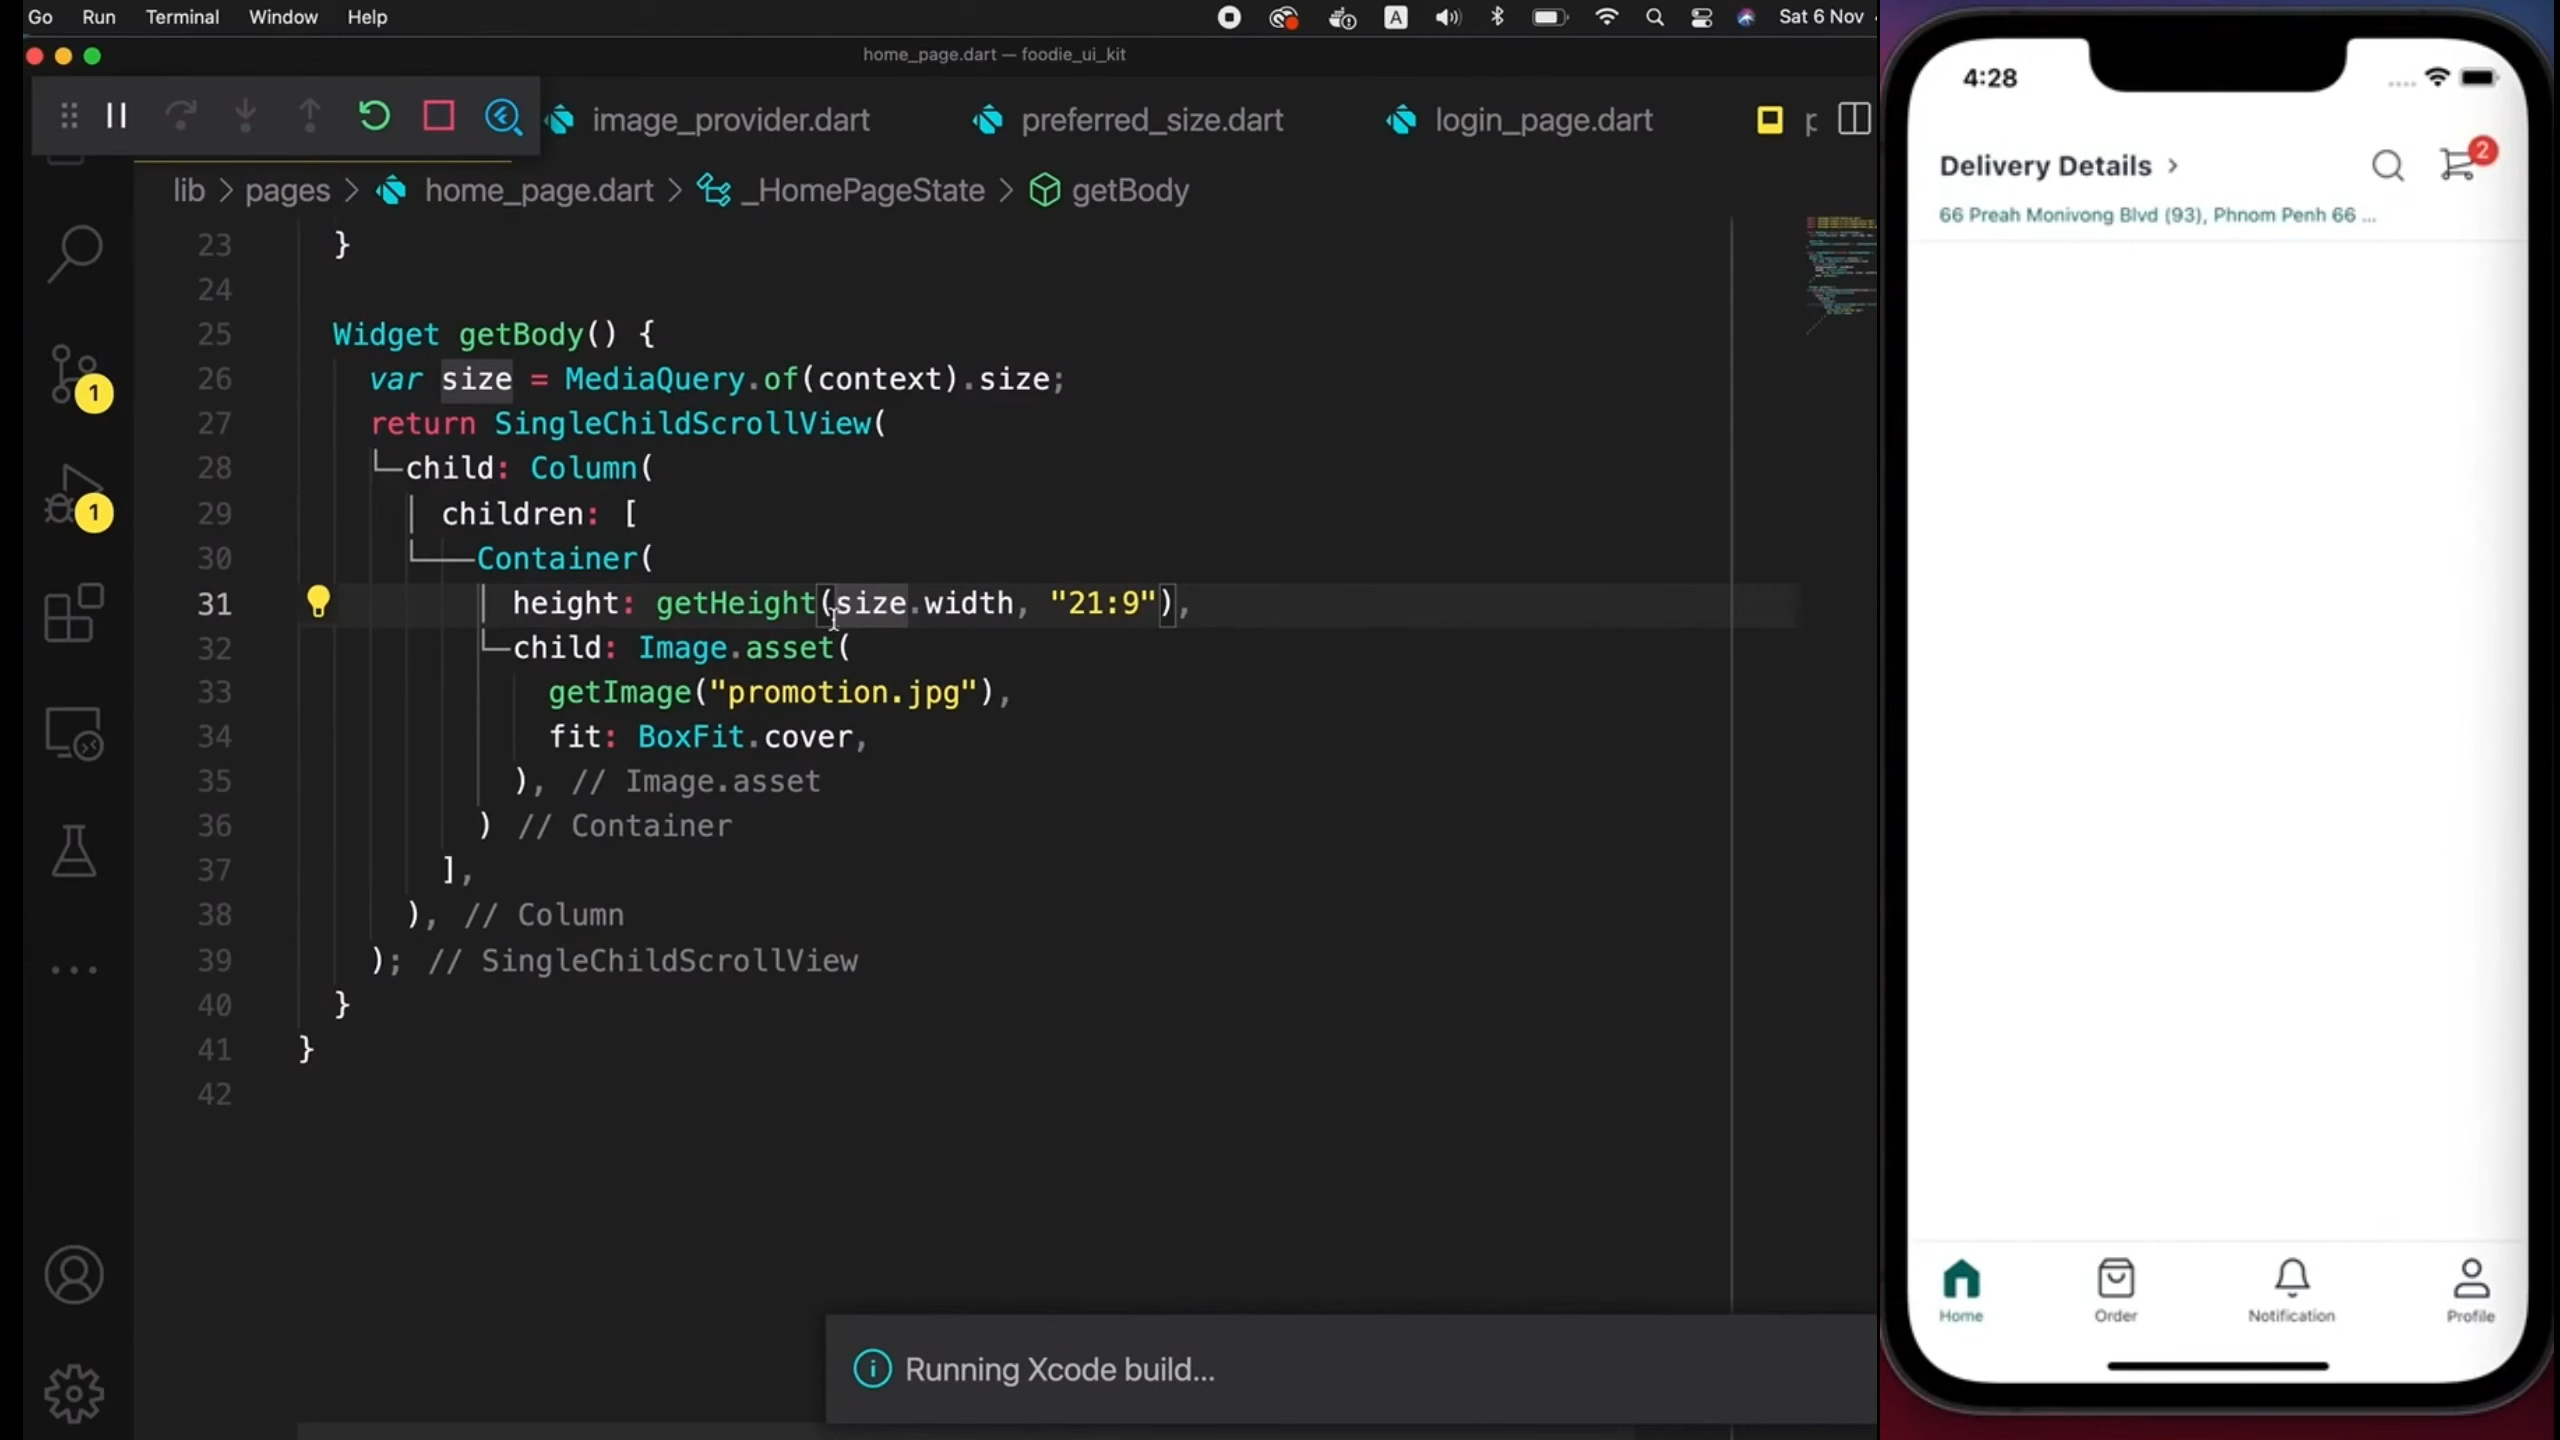 Go Run Terminal Window Help A Sat 6 Nov
home_page.dart — foodie_ui_kit
image_provider.dart preferred_size.dart login_page.dart p
lib > pages > home_page.dart > _HomePageState > getBody
23 }
24
25 Widget getBody() {
26 var size = MediaQuery.of(context).size;
27 return SingleChildScrollView(
28 child: Column(
29 children: [
30 Container(
31 height: getHeight(size.width, "21:9"),
32 child: Image.asset(
33 getImage("promotion.jpg"),
34 fit: BoxFit.cover,
35 ), // Image.asset
36 ) // Container
37 ],
38 ), // Column
39 ); // SingleChildScrollView
40 }
41 }
42
1
1
Running Xcode build...
4:28
Delivery Details > 2
66 Preah Monivong Blvd (93), Phnom Penh 66 ...
Home Order Notification Profile